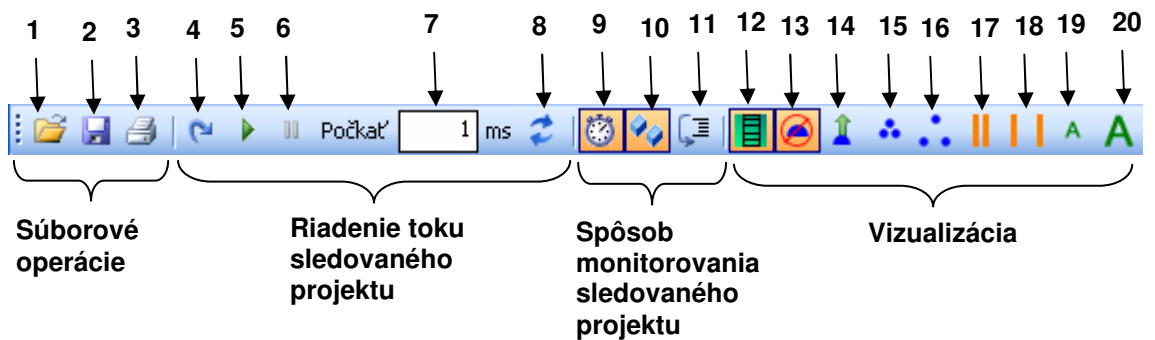 1 2 3 4 5 6 7 8 9 10 11 12 13 14 15 16 17 18 19 20
Počkať 1 ms A A
Súborové
operácie
Riadenie toku
sledovaného
projektu
Spôsob
monitorovania
sledovaného
projektu
Vizualizácia